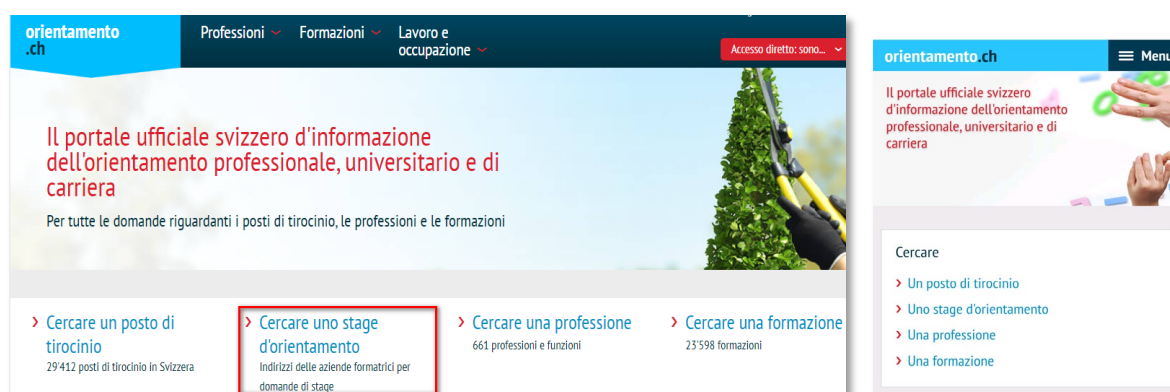 orientamento
.ch
Professioni
Formazioni
Lavoro e
occupazione
Accesso diretto: sono...
Il portale ufficiale svizzero d'informazione
dell'orientamento professionale, universitario e di
carriera
Per tutte le domande riguardanti i posti di tirocinio, le professioni e le formazioni
Cercare un posto di
tirocinio
29'412 posti di tirocinio in Svizzera
Cercare uno stage
d'orientamento
Indirizzi delle aziende formatrici per
domande di stage
Cercare una professione
661 professioni e funzioni
Cercare una formazione
23'598 formazioni
orientamento.ch
Menu
Il portale ufficiale svizzero
d'informazione dell'orientamento
professionale, universitario e di
carriera
Cercare
Un posto di tirocinio
Uno stage d'orientamento
Una professione
Una formazione